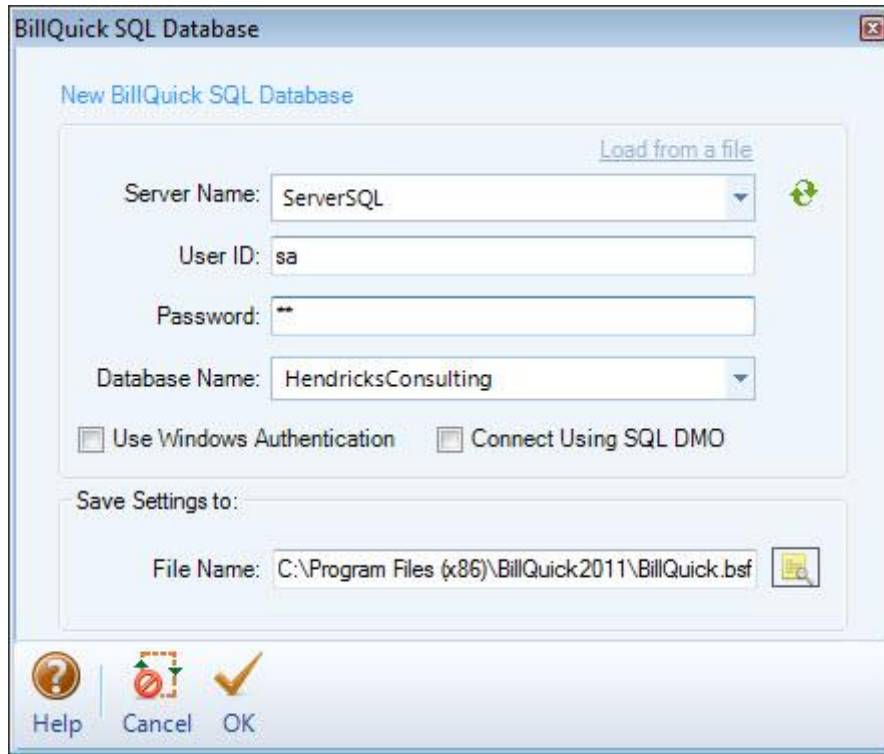 BillQuick SQL Database
New BillQuick SQL Database
Load from a file
Server Name: ServerSQL
User ID: sa
Password: **
Database Name: HendricksConsulting
Use Windows Authentication Connect Using SQL DMO
Save Settings to:
File Name: C:\Program Files (x86)\BillQuick2011\BillQuick.bsf
Help Cancel OK